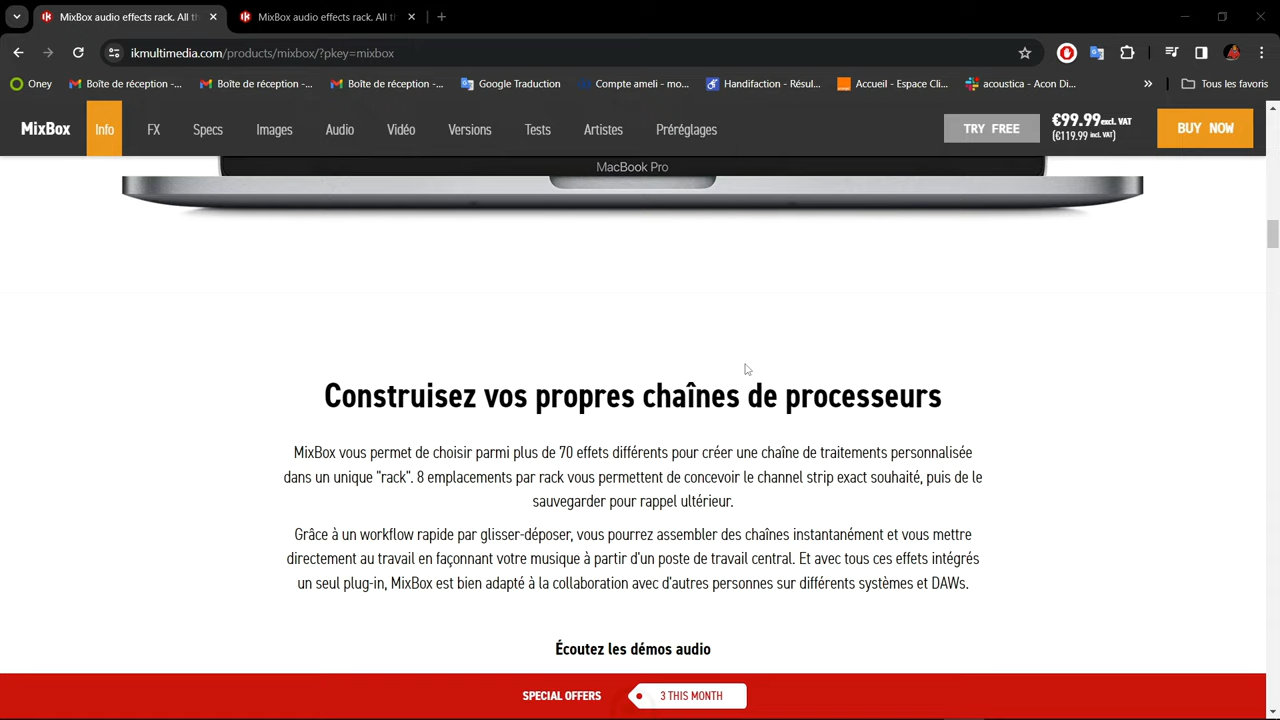 MixBox audio effects rack. All th
MixBox audio effects rack. All th
ikmultimedia.com/products/mixbox/?pkey=mixbox
Oney
Boîte de réception -...
Boîte de réception -...
Boîte de réception -...
Google Traduction
Compte ameli - mo...
Handifaction - Résul...
Accueil - Espace Cli...
acoustica - Acon Di...
Tous les favoris
MixBox
Info
FX
Specs
Images
Audio
Vidéo
Versions
Tests
Artistes
Préréglages
TRY FREE
€99.99 excl. VAT
(€119.99 incl. VAT)
BUY NOW
MacBook Pro
Construisez vos propres chaînes de processeurs
MixBox vous permet de choisir parmi plus de 70 effets différents pour créer une chaîne de traitements personnalisée
dans un unique "rack". 8 emplacements par rack vous permettent de concevoir le channel strip exact souhaité, puis de le
sauvegarder pour rappel ultérieur.
Grâce à un workflow rapide par glisser-déposer, vous pourrez assembler des chaînes instantanément et vous mettre
directement au travail en façonnant votre musique à partir d'un poste de travail central. Et avec tous ces effets intégrés
un seul plug-in, MixBox est bien adapté à la collaboration avec d'autres personnes sur différents systèmes et DAWs.
Écoutez les démos audio
SPECIAL OFFERS
3 THIS MONTH